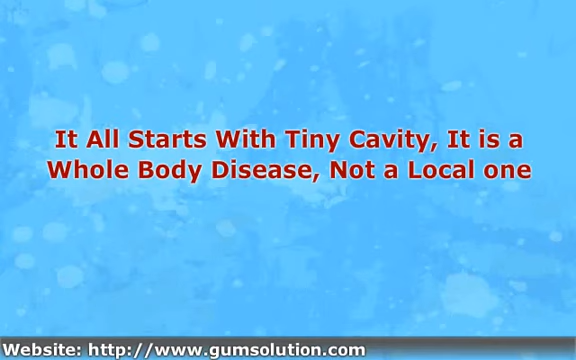 It All Starts With Tiny Cavity, It is a
Whole Body Disease, Not a Local one
Website: http://www.gumsolution.com